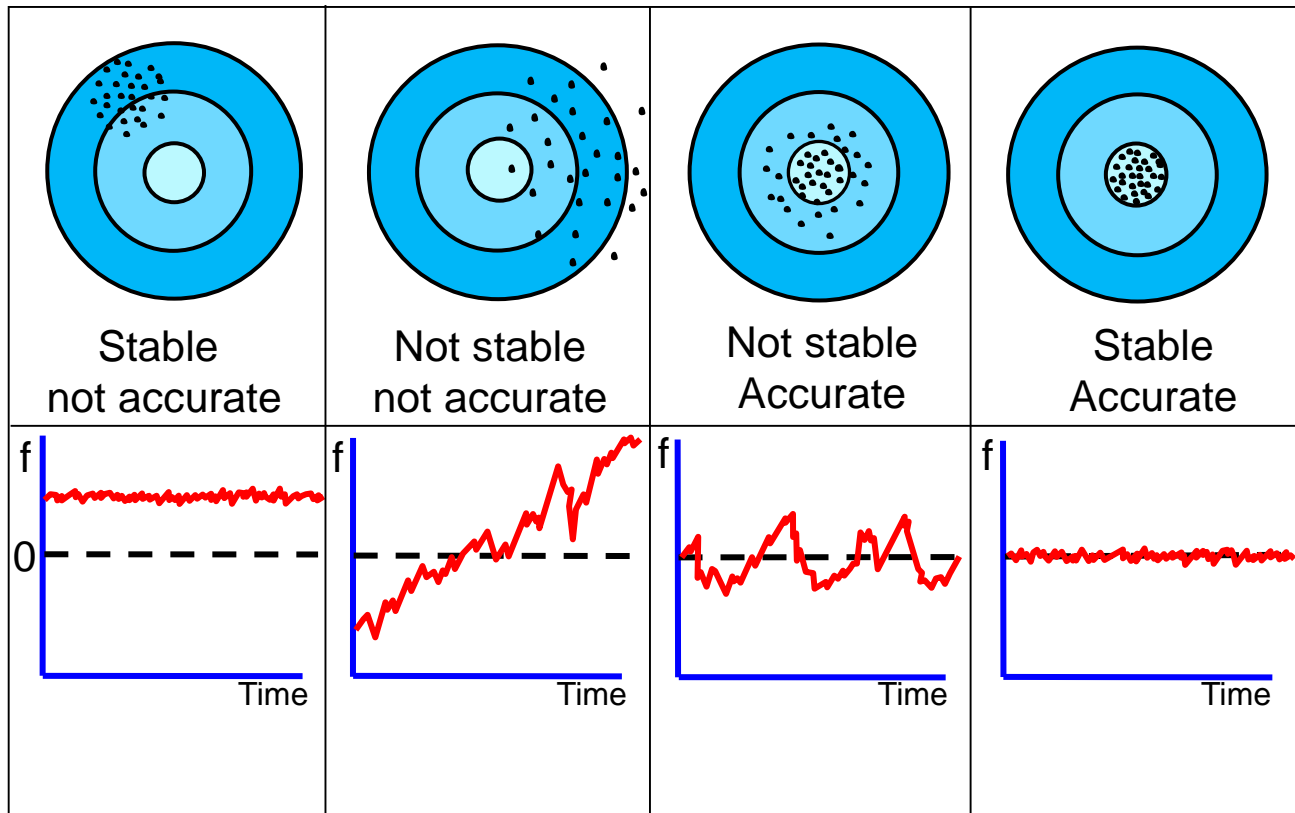 Stable
not accurate
Not stable
not accurate
Not stable
Accurate
Stable
Accurate
f
0
Time
f
Time
f
Time
f
Time